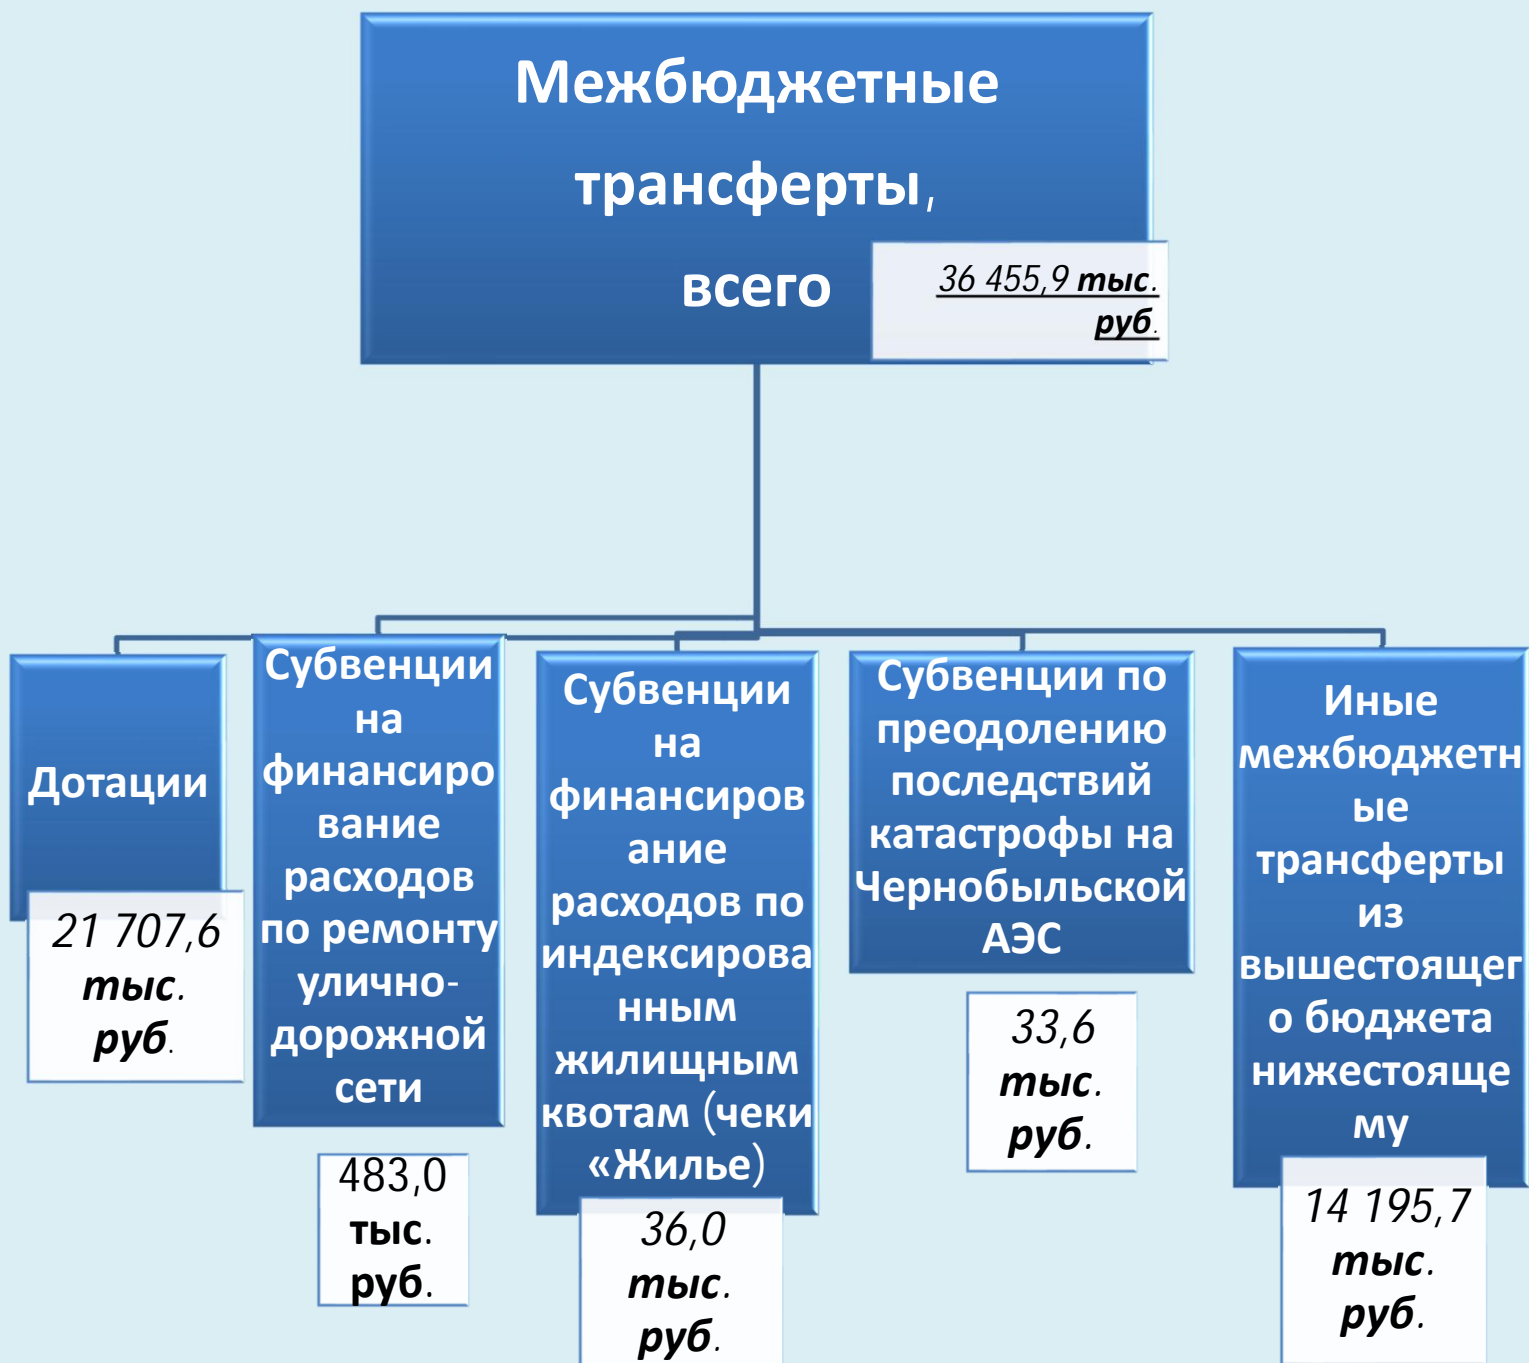 Межбюджетные
трансферты,
всего
36 455,9 тыс.
руб.
Дотации
21 707,6
тыс.
руб.
Субвенции
на
финансиро
вание
расходов
по ремонту
улично-
дорожной
сети
483,0
тыс.
руб.
Субвенции
на
финансиров
ание
расходов по
индексирова
нным
жилищным
квотам (чеки
«Жилье)
36,0
тыс.
руб.
Субвенции по
преодолению
последствий
катастрофы на
Чернобыльской
АЭС
33,6
тыс.
руб.
Иные
межбюджетн
ые
трансферты
из
вышестоящег
о бюджета
нижестояще
му
14 195,7
тыс.
руб.